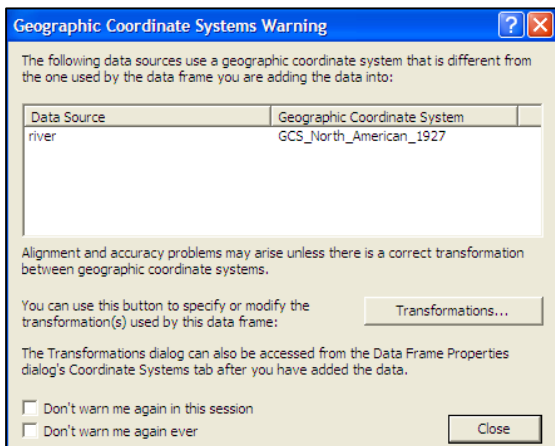 Geographic Coordinate Systems Warning
The following data sources use a geographic coordinate system that is different from
the one used by the data frame you are adding the data into:
Data Source Geographic Coordinate System
river GCS_North_American_1927
Alignment and accuracy problems may arise unless there is a correct transformation
between geographic coordinate systems.
You can use this button to specify or modify the
transformation(s) used by this data frame:
Transformations...
The Transformations dialog can also be accessed from the Data Frame Properties
dialog's Coordinate Systems tab after you have added the data.
Don't warn me again in this session
Don't warn me again ever
Close